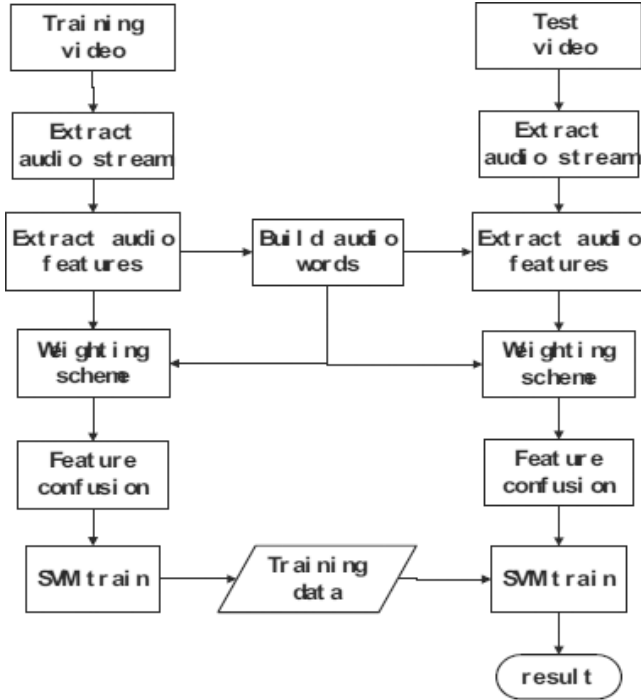 Training
video
Test
video
Extract
audio stream
Extract
audio stream
Extract audio
features
Build audio
words
Extract audio
features
Weighting
scheme
Weighting
scheme
Feature
confusion
Feature
confusion
SVM train
Training
data
SVM train
result